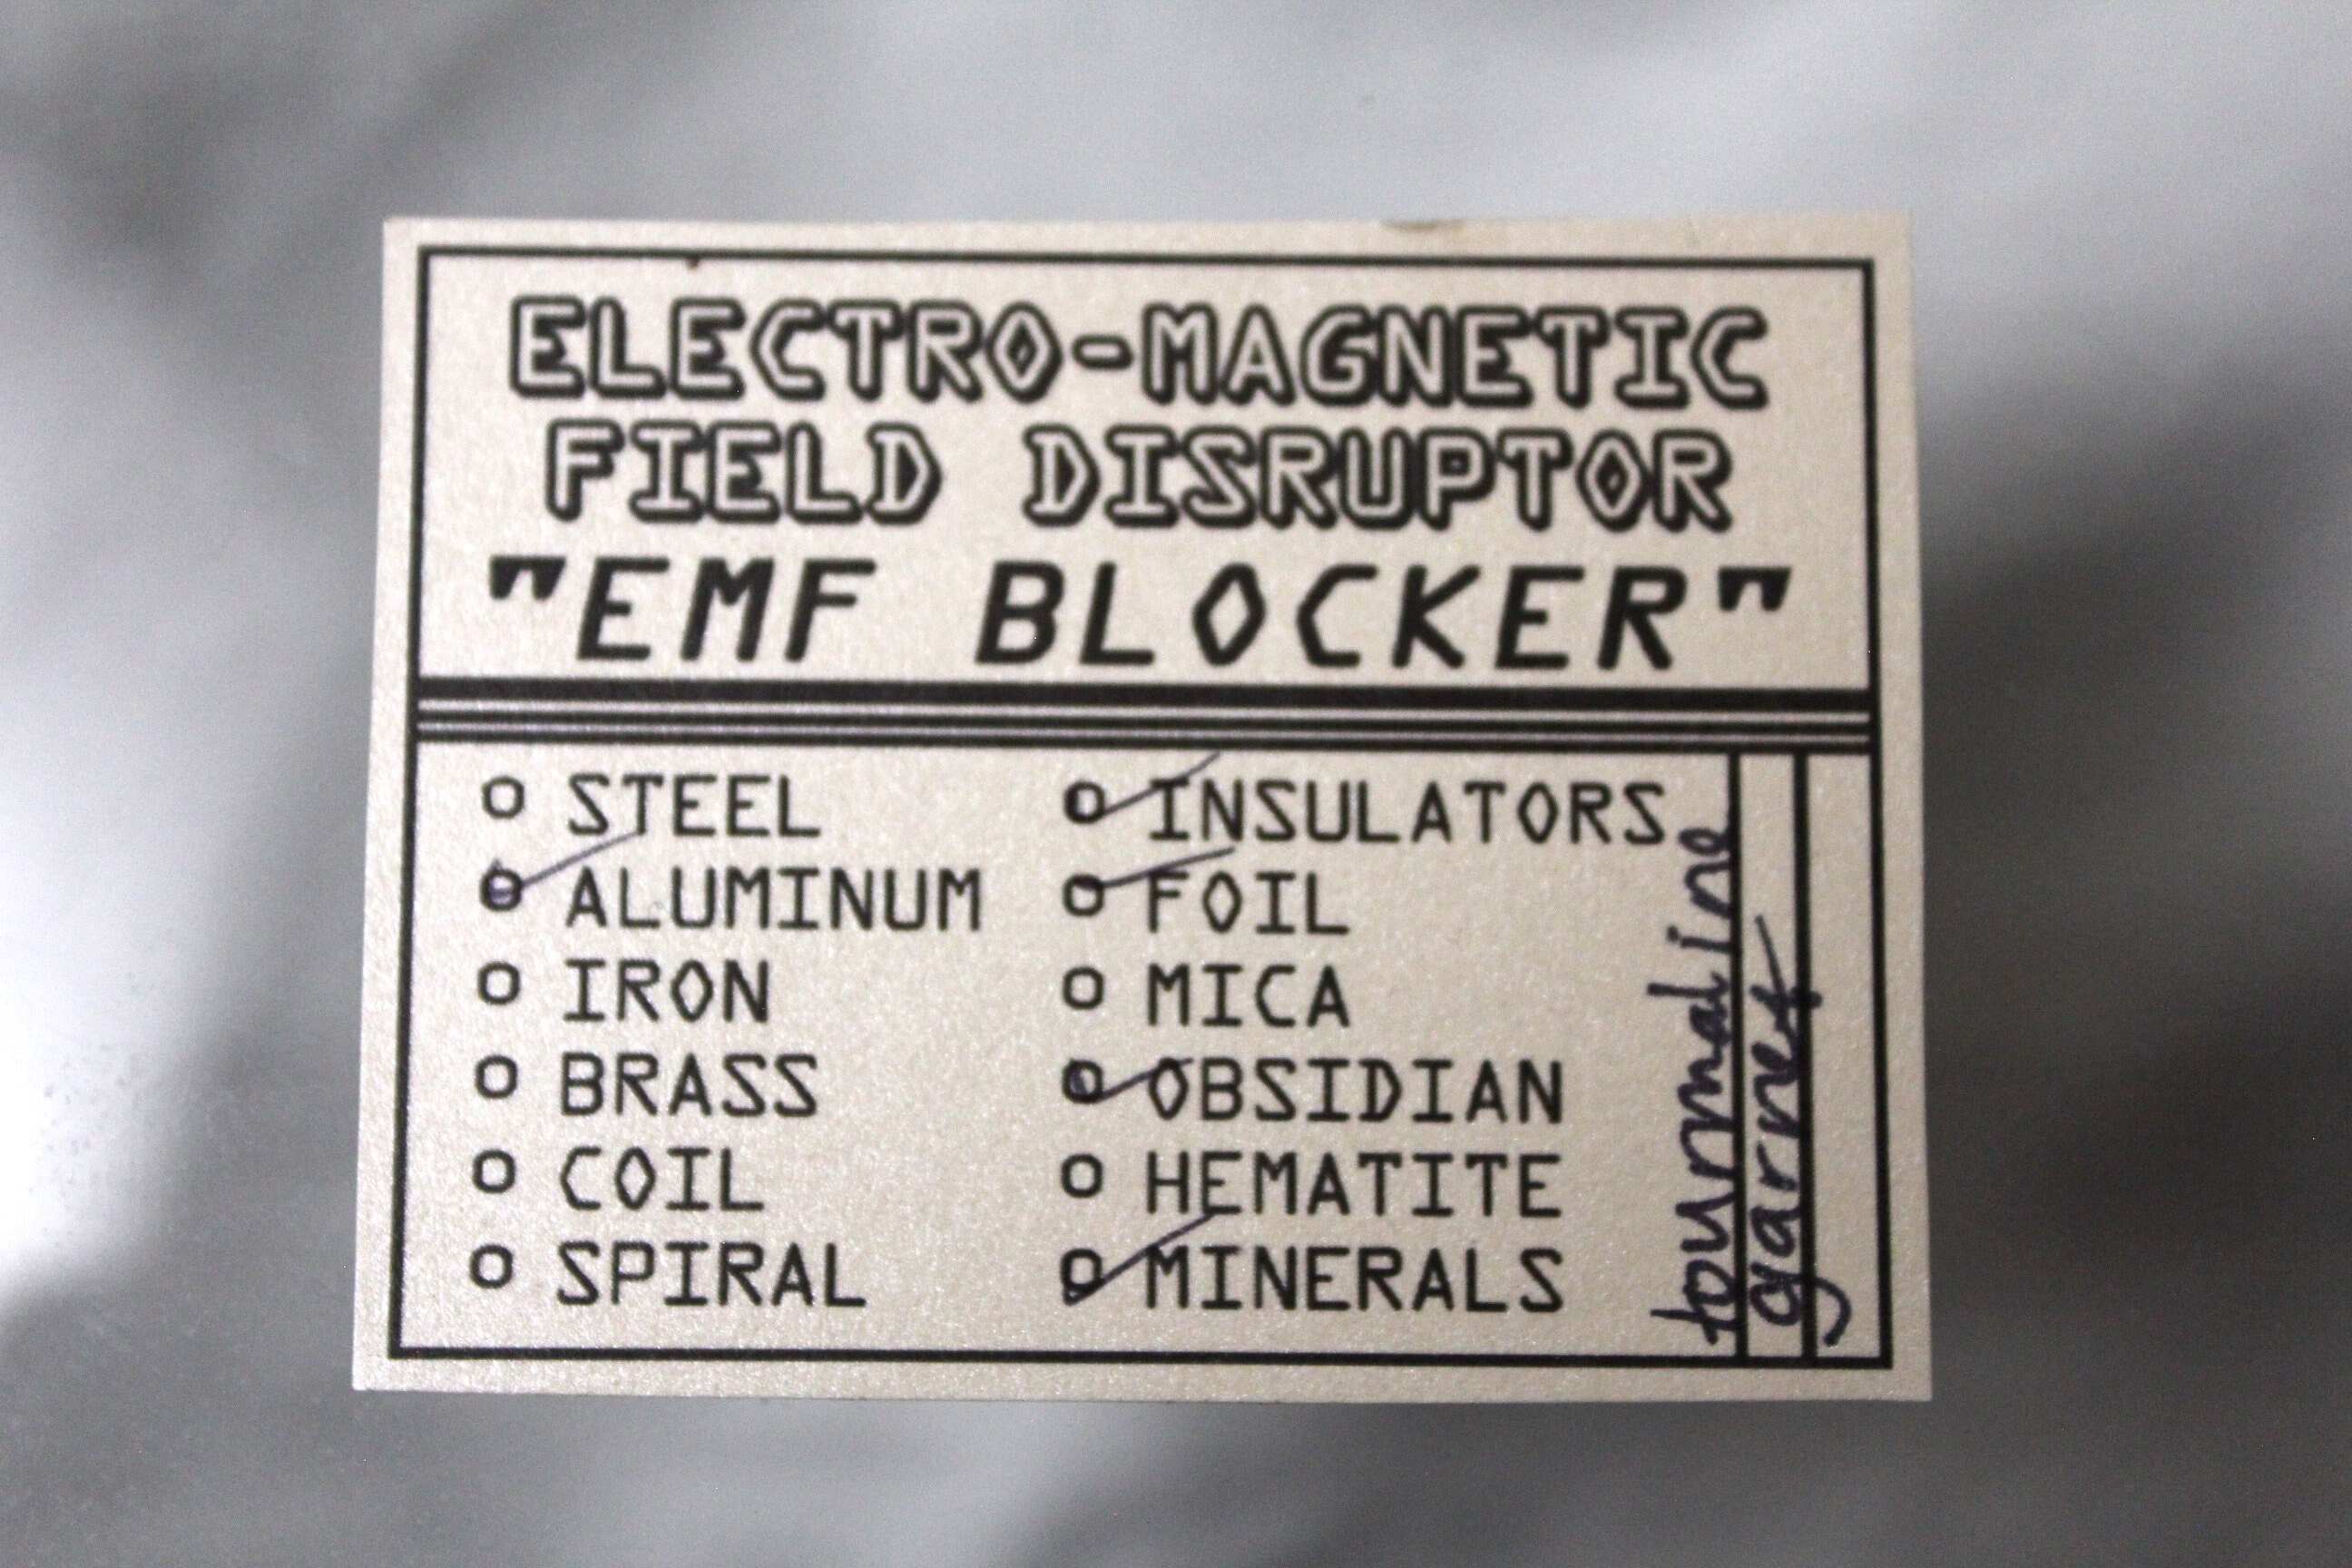 ELECTRO-MAGNETIC
FIELD DISRUPTOR
"EMF BLOCKER"
STEEL
ALUMINUM
IRON
BRASS
COIL
SPIRAL
INSULATORS
FOIL
MICA
OBSIDIAN
HEMATITE
MINERALS
tourmaline
garnet